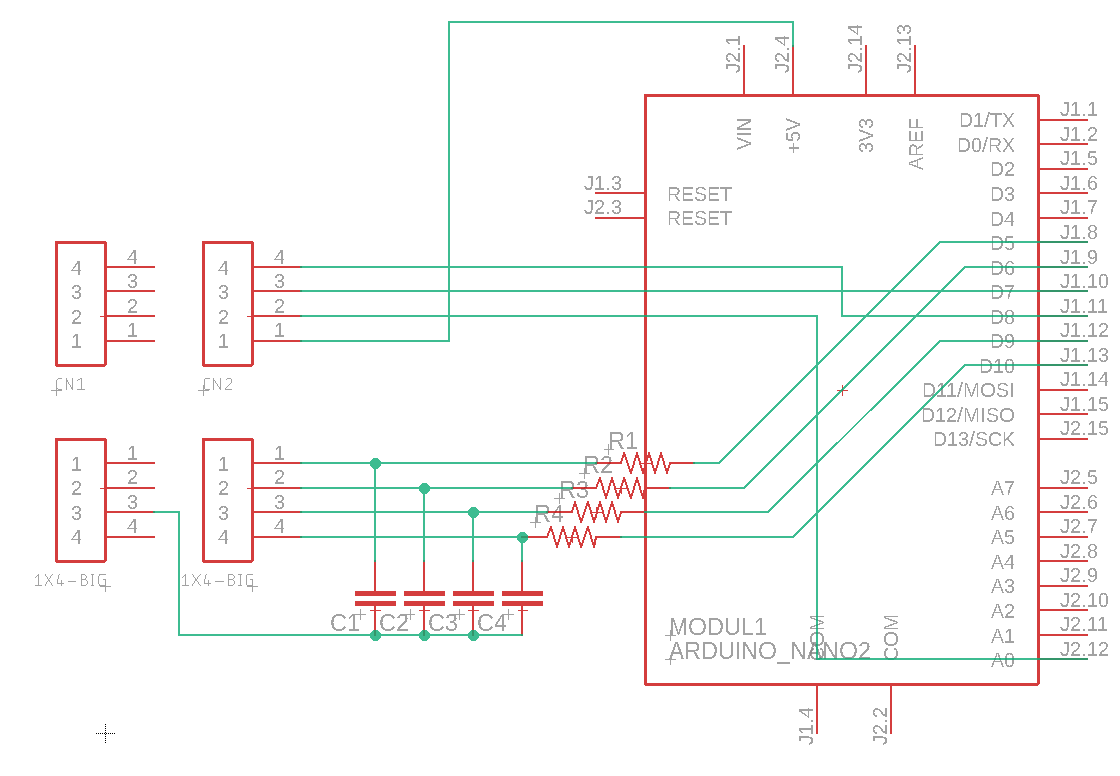 J2.1
J2.4
J2.14
J2.13
VIN
+5V
3V3
AREF
D1/TX J1.1
D0/RX J1.2
D2 J1.5
D3 J1.6
D4 J1.7
D5 J1.8
D6 J1.9
D7 J1.10
D8 J1.11
D9 J1.12
D10 J1.13
D11/MOSI J1.14
D12/MISO J1.15
D13/SCK J2.15
A7 J2.5
A6 J2.6
A5 J2.7
A4 J2.8
A3 J2.9
A2 J2.10
A1 J2.11
A0 J2.12
J1.3 RESET
J2.3 RESET
4 4
3 3
2 2
1 1
CN1
4 4
3 3
2 2
1 1
CN2
1 1
2 2
3 3
4 4
1X4-BIG
1 1
2 2
3 3
4 4
1X4-BIG
R1
R2
R3
R4
C1
C2
C3
C4
MODUL1
ARDUINO_NANO2
COM
COM
J1.4
J2.2